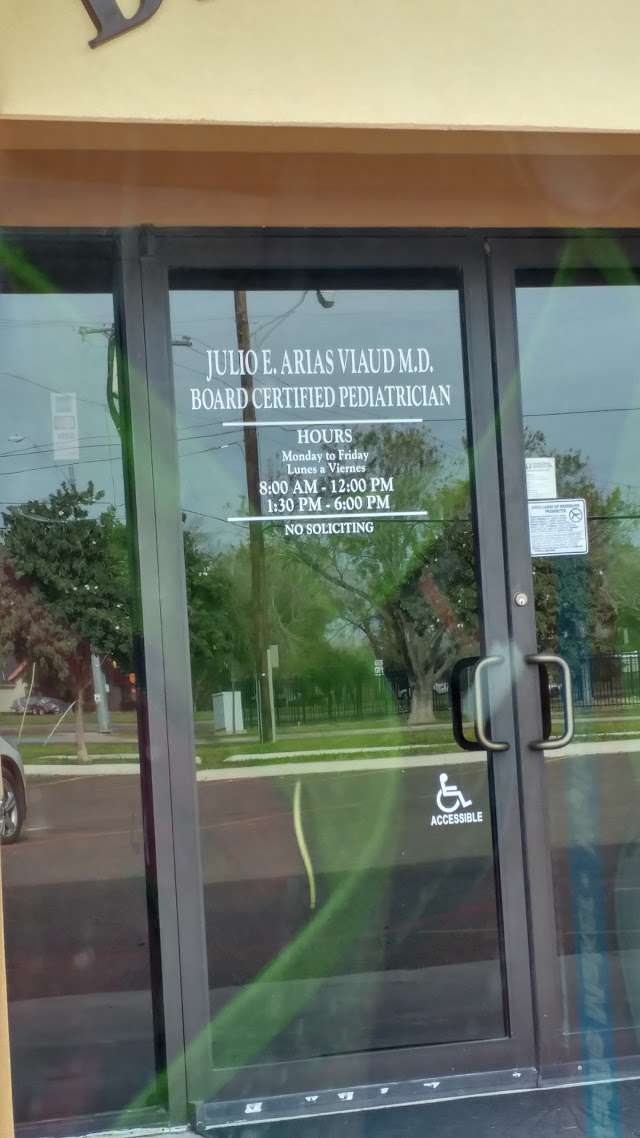 JULIO E. ARIAS VIAUD M.D.
BOARD CERTIFIED PEDIATRICIAN
HOURS
Monday to Friday
Lunes a Viernes
8:00 AM - 12:00 PM
1:30 PM - 6:00 PM
NO SOLICITING
ACCESSIBLE